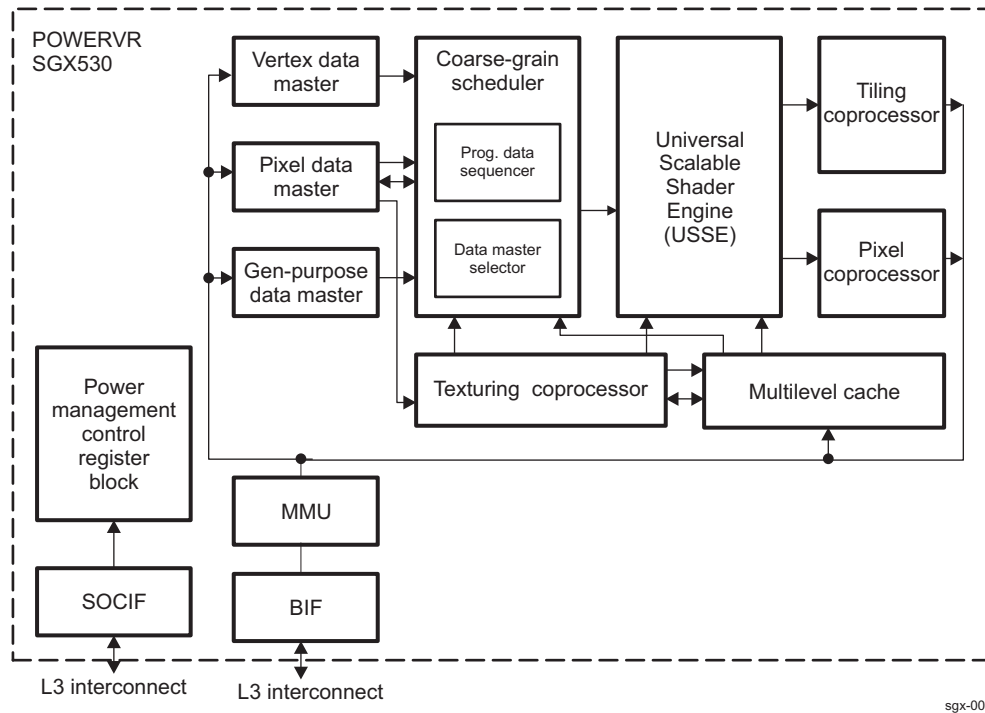 POWERVR
SGX530
Vertex data
master
Pixel data
master
Gen-purpose
data master
Coarse-grain
scheduler
Prog. data
sequencer
Data master
selector
Universal
Scalable
Shader
Engine
(USSE)
Tiling
coprocessor
Pixel
coprocessor
Power
management
control
register
block
Texturing coprocessor
Multilevel cache
MMU
SOCIF
BIF
L3 interconnect
L3 interconnect
sgx-00